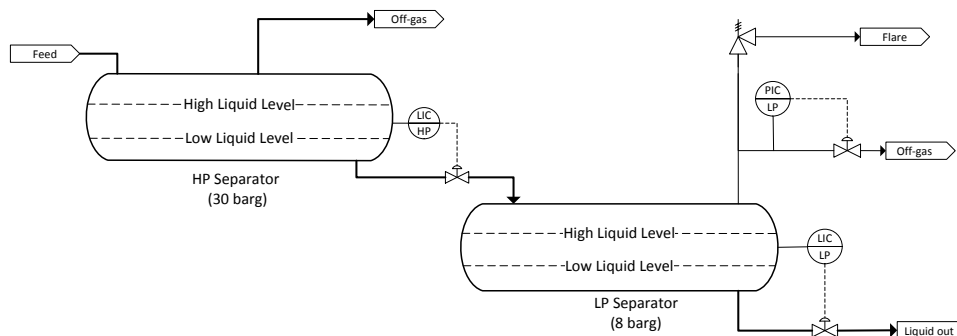 Off-gas
Feed
High Liquid Level
Low Liquid Level
LIC
HP
HP Separator
(30 barg)
Flare
PIC
LP
Off-gas
High Liquid Level
Low Liquid Level
LIC
LP
LP Separator
(8 barg)
Liquid out